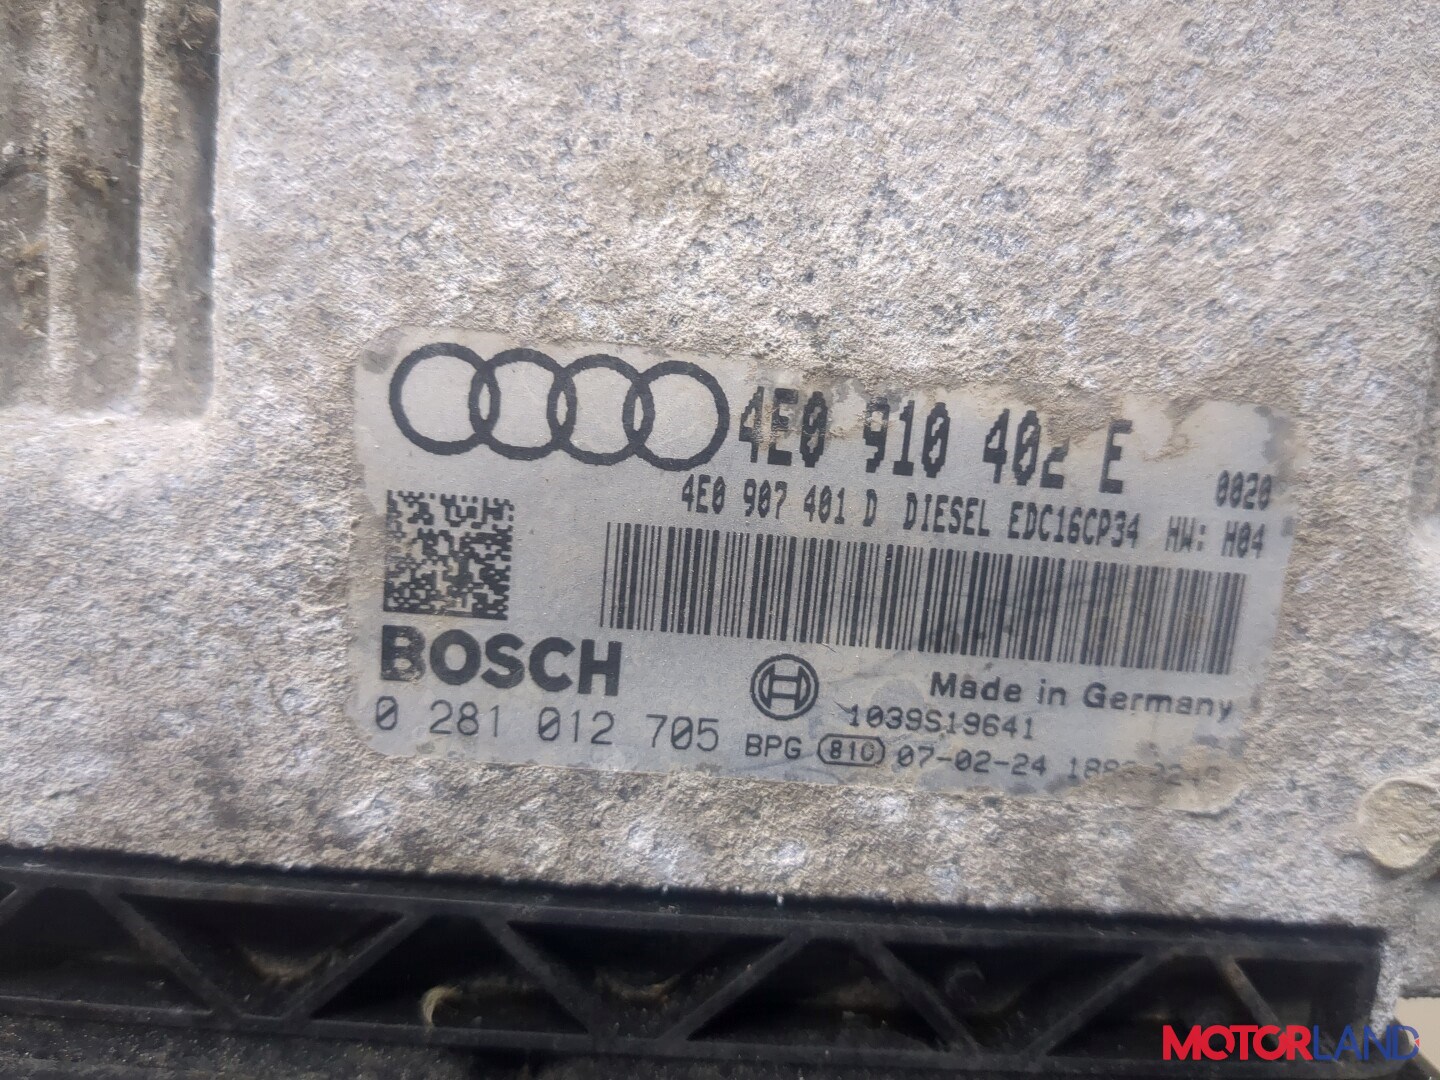 4E0 910 402 E 0020
4E0 907 401 D DIESEL EDC16CP34 HW: H04
BOSCH
Made in Germany
0 281 012 705
1039S19641
BPG 810 07-02-24
MOTORLAND